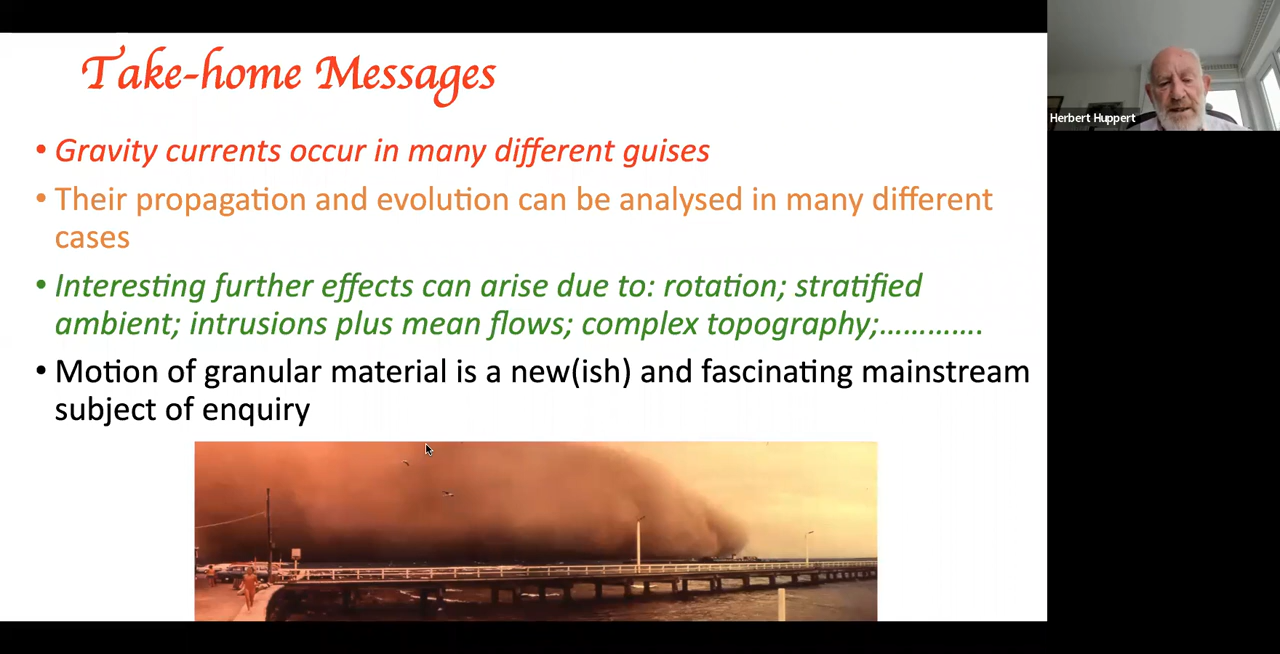 Take-home Messages
Herbert Huppert
• Gravity currents occur in many different guises
• Their propagation and evolution can be analysed in many different
cases
• Interesting further effects can arise due to: rotation; stratified
ambient; intrusions plus mean flows; complex topography;.............
• Motion of granular material is a new(ish) and fascinating mainstream
subject of enquiry